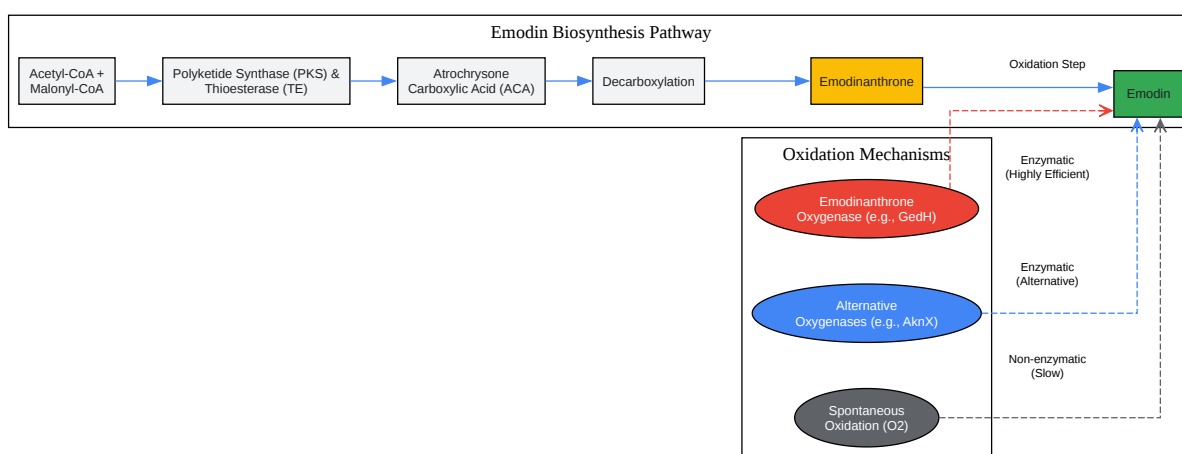 Emodin Biosynthesis Pathway
Acetyl-CoA +
Malonyl-CoA
Polyketide Synthase (PKS) &
Thioesterase (TE)
Atrochrysone
Carboxylic Acid (ACA)
Decarboxylation
Emodinanthrone
Oxidation Step
Emodin
Oxidation Mechanisms
Emodinanthrone
Oxygenase (e.g., GedH)
Enzymatic
(Highly Efficient)
Alternative
Oxygenases (e.g., AknX)
Enzymatic
(Alternative)
Spontaneous
Oxidation (O2)
Non-enzymatic
(Slow)